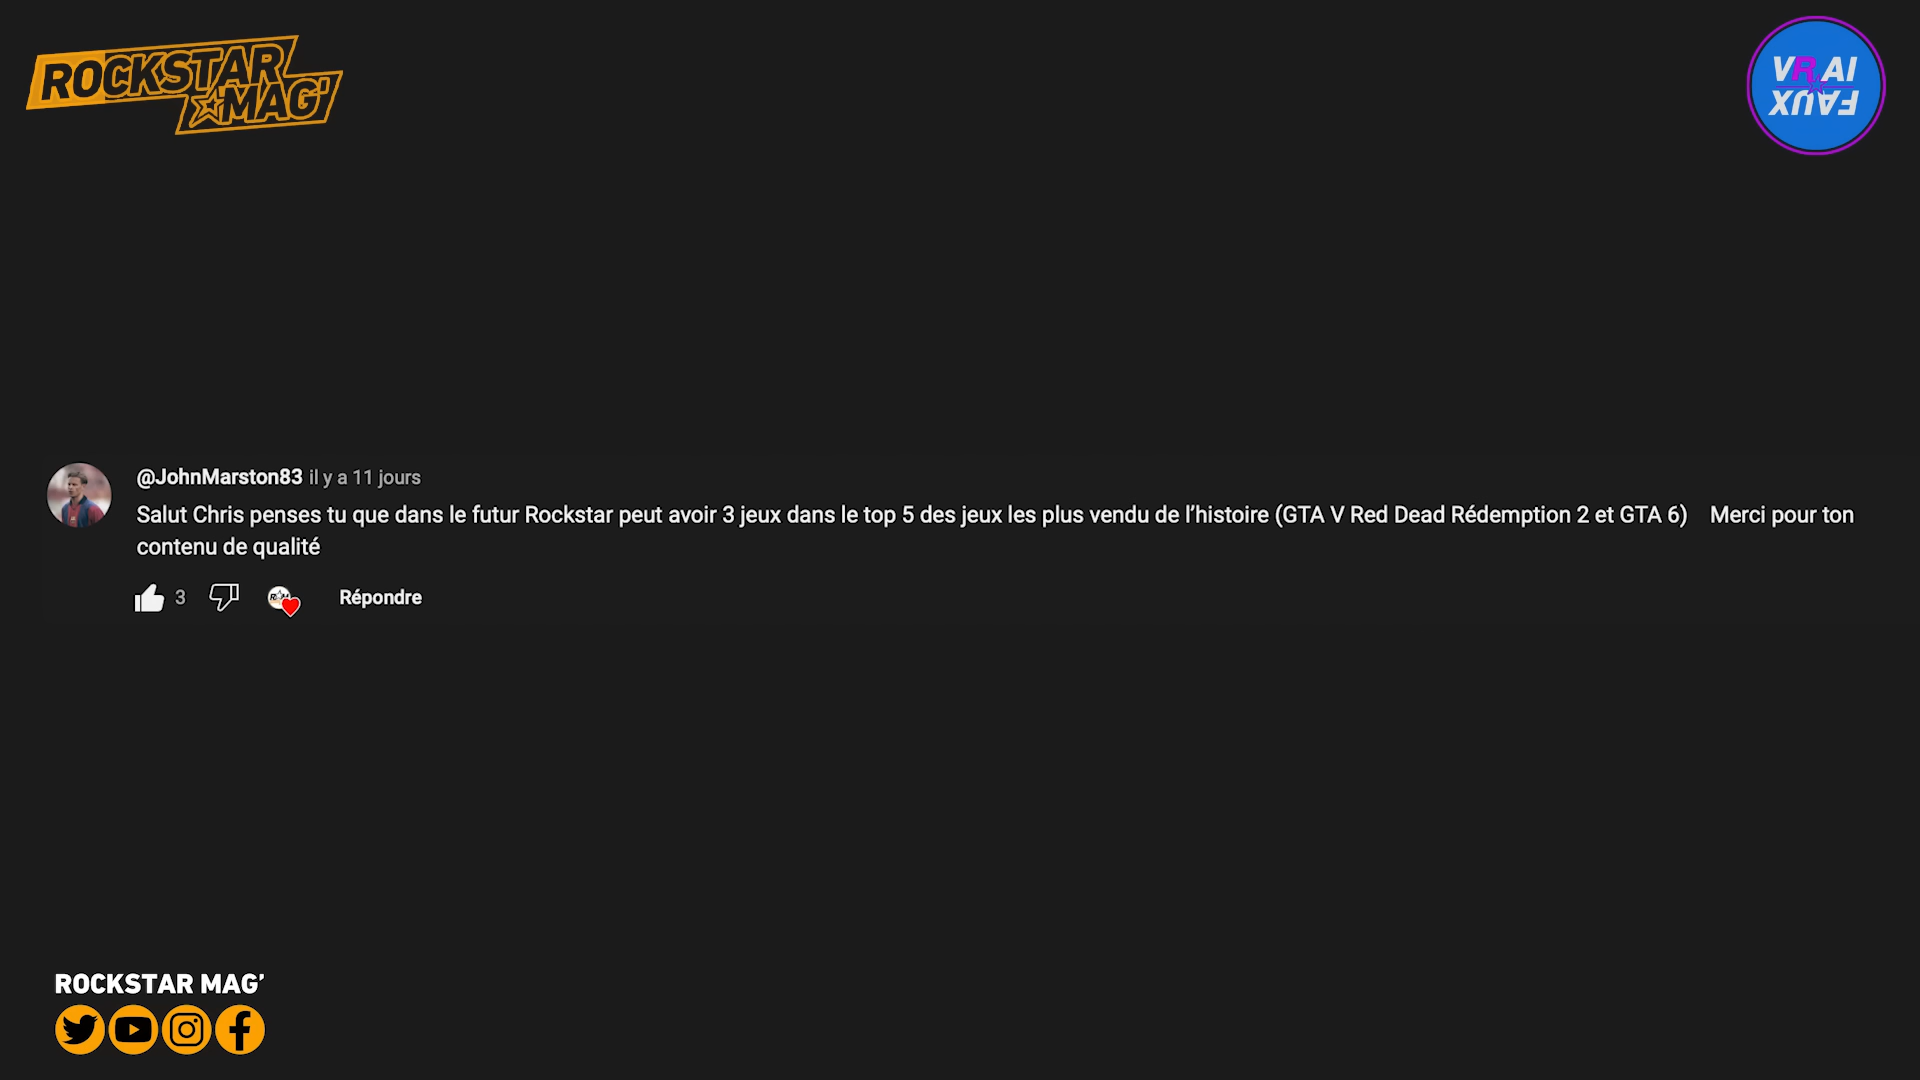 ROCKSTAR
MAG'
VRAI
FAUX
@JohnMarston83 il y a 11 jours
Salut Chris penses tu que dans le futur Rockstar peut avoir 3 jeux dans le top 5 des jeux les plus vendu de l’histoire (GTA V Red Dead Rédemption 2 et GTA 6) Merci pour ton
contenu de qualité
3 Répondre
ROCKSTAR MAG’